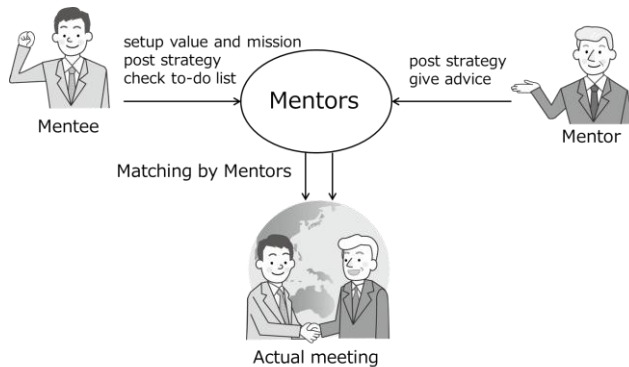 setup value and mission
post strategy
check to-do list
Mentee
Mentors
post strategy
give advice
Mentor
Matching by Mentors
Actual meeting